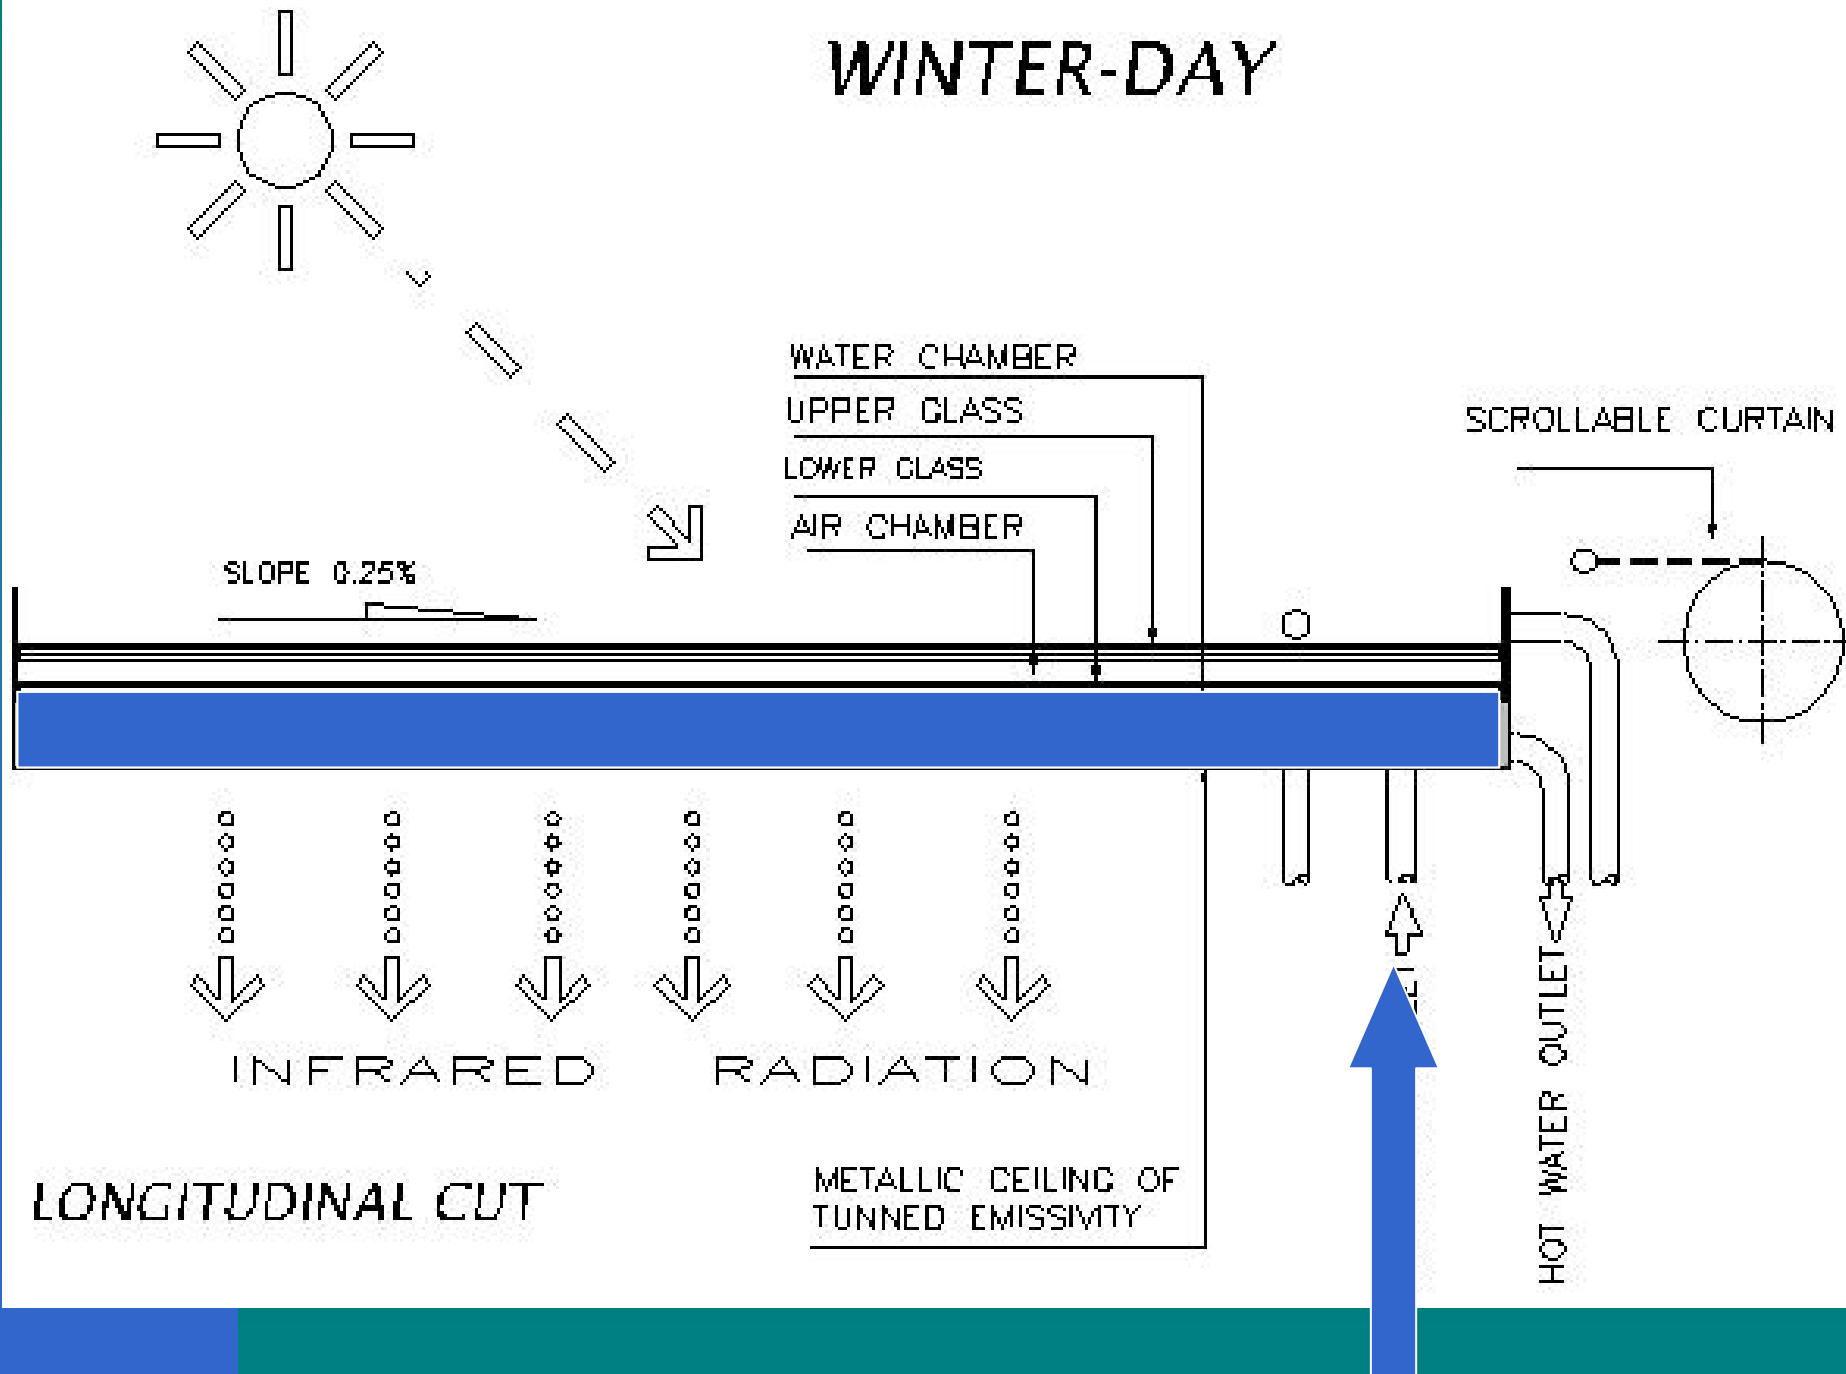 WINTER-DAY
WATER CHAMBER
UPPER GLASS
LOWER GLASS
AIR CHAMBER
SCROLLABLE CURTAIN
SLOPE 0.25%
INFRARED RADIATION
METALLIC CEILING OF
TUNNED EMISSIVITY
LONGITUDINAL CUT
HOT WATER OUTLET